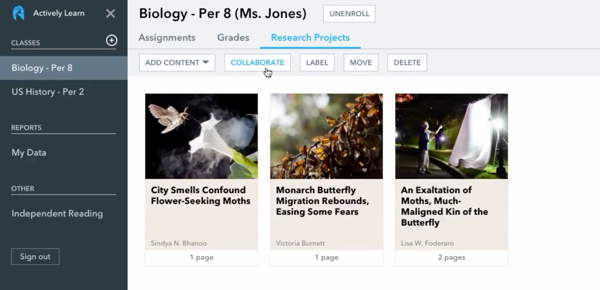 Actively Learn
CLASSES
Biology - Per 8
US History - Per 2
REPORTS
My Data
OTHER
Independent Reading
Sign out
Biology - Per 8 (Ms. Jones)
UNENROLL
Assignments
Grades
Research Projects
ADD CONTENT
COLLABORATE
LABEL
MOVE
DELETE
City Smells Confound
Flower-Seeking Moths
Sindya N. Bhanoo
1 page
Monarch Butterfly
Migration Rebounds,
Easing Some Fears
Victoria Burnett
1 page
An Exaltation of
Moths, Much-
Maligned Kin of the
Butterfly
Lisa W. Foderaro
2 pages